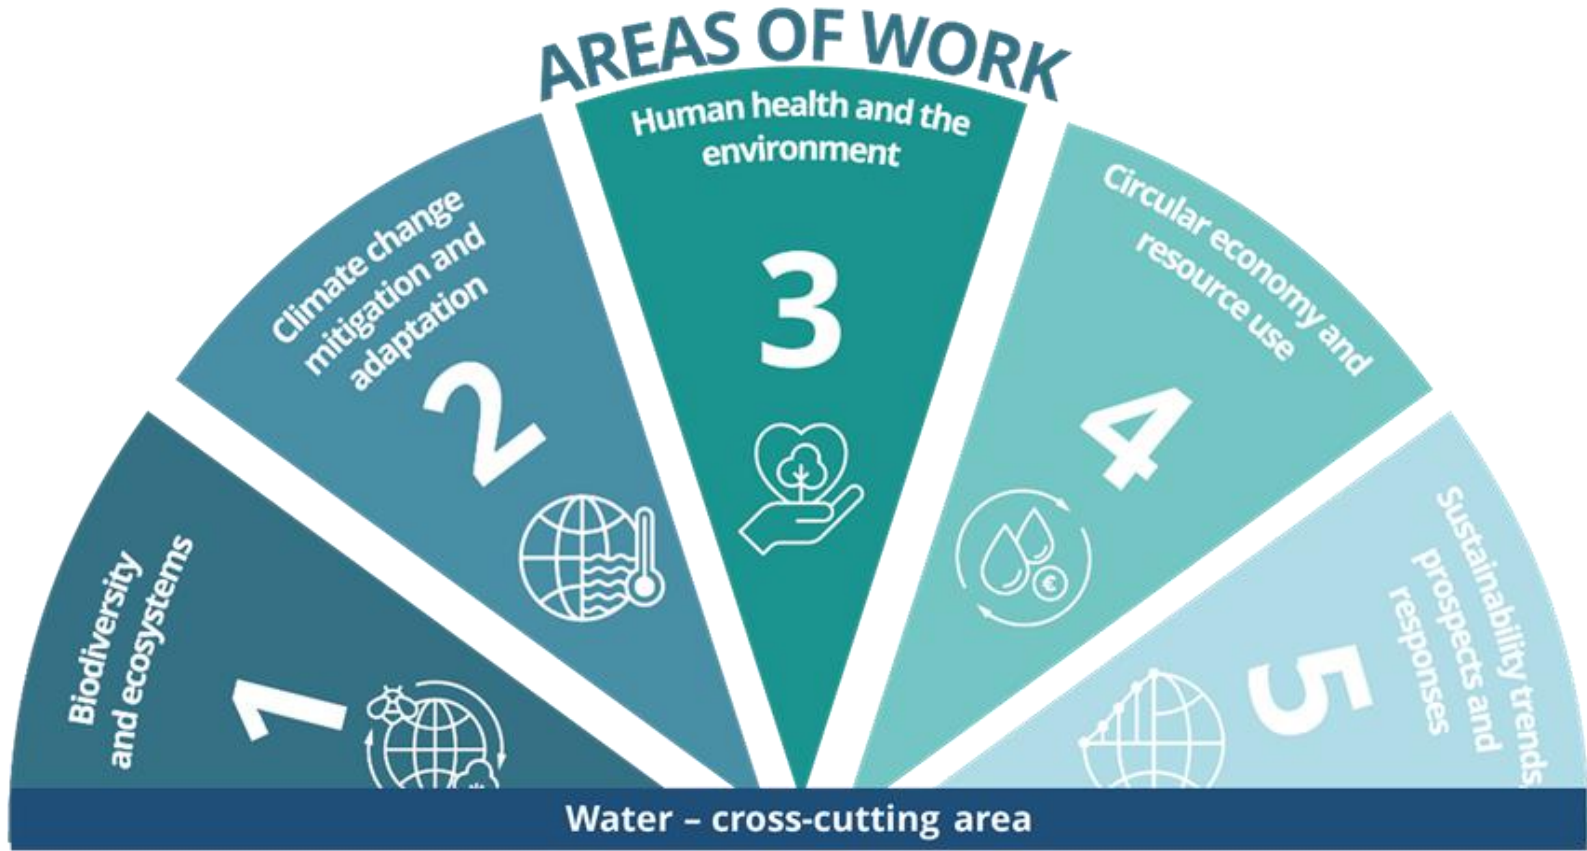 AREAS OF WORK
Biodiversity
and ecosystems
1
Climate change
mitigation and
adaptation
2
Human health and the
environment
3
Circular economy and
resource use
4
€
Sustainability trends,
prospects and
responses
5
Water – cross-cutting area